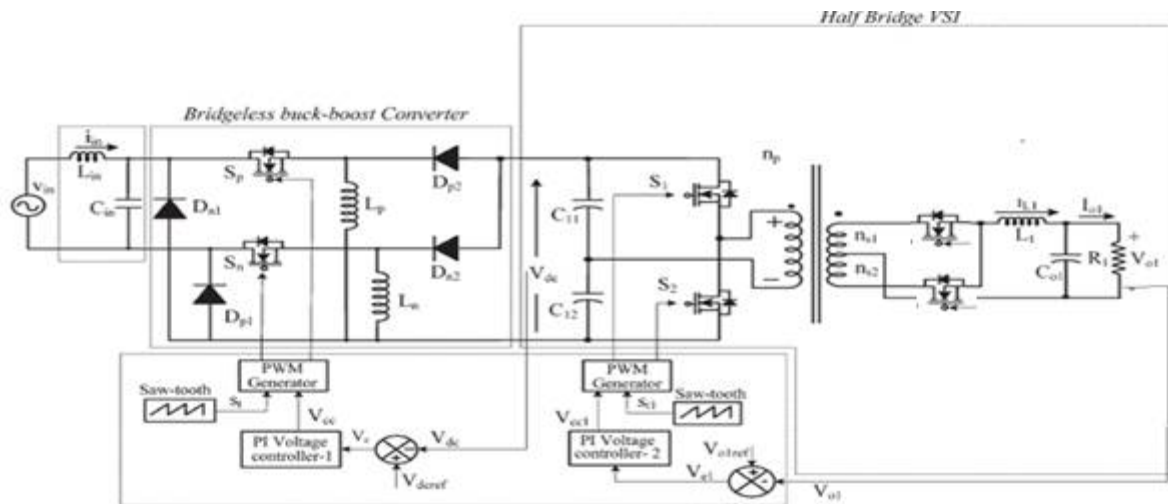 Half Bridge VSI
Bridgeless buck-boost Converter
i_in
L_in
v_in
C_in
D_n1
S_p
L_p
D_p2
S_n
D_n2
L_n
D_p1
V_dc
C_11
C_12
S_1
S_2
n_p
+
−
n_s1
n_s2
i_L1
L_1
I_o1
C_o1
R_1
+
V_o1
-
PWM
Generator
Saw-tooth
s_t
V_cc
PI Voltage
controller-1
V_e
V_dc
V_dcref
PWM
Generator
Saw-tooth
V_cc1
PI Voltage
controller- 2
V_e1
V_o1ref
V_o1